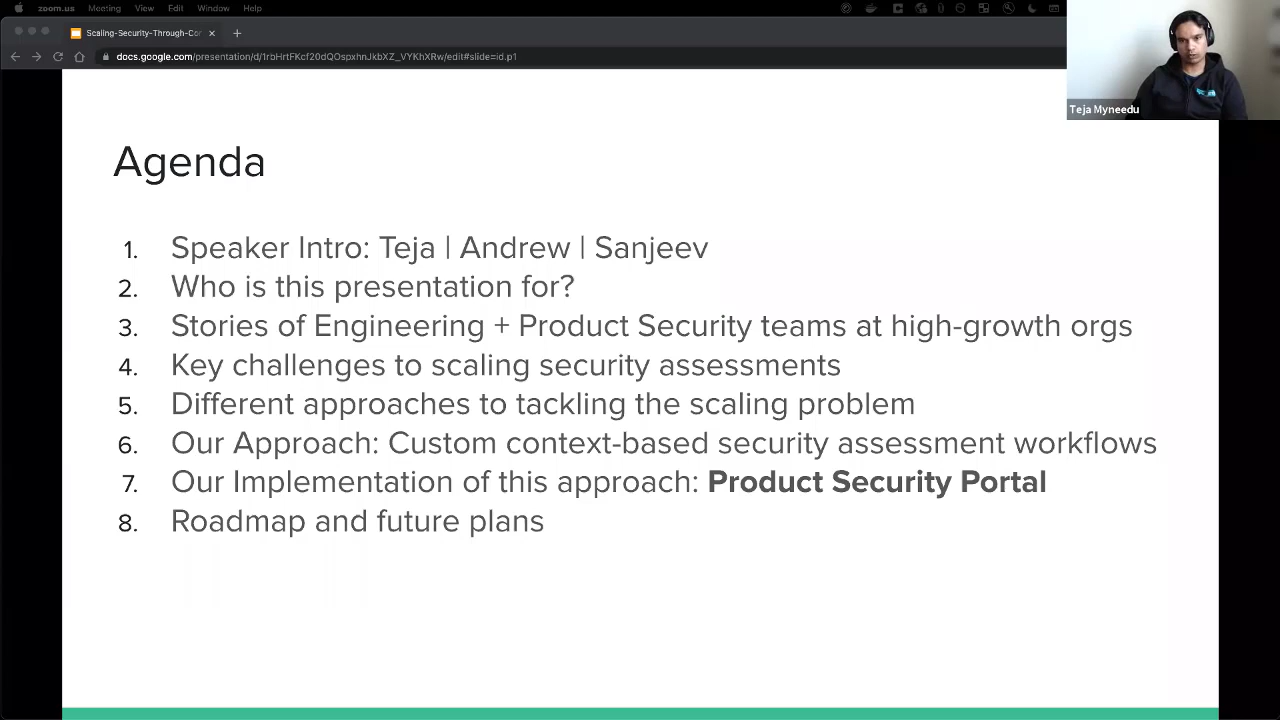 zoom.us Meeting View Edit Window Help
Scaling-Security-Through-Cor
docs.google.com/presentation/d/1rbHrtFKcf20dQOspxhnJkbXZ_VYKhXRw/edit#slide=id.p1
Teja Myneedu
Agenda
1. Speaker Intro: Teja | Andrew | Sanjeev
2. Who is this presentation for?
3. Stories of Engineering + Product Security teams at high-growth orgs
4. Key challenges to scaling security assessments
5. Different approaches to tackling the scaling problem
6. Our Approach: Custom context-based security assessment workflows
7. Our Implementation of this approach: Product Security Portal
8. Roadmap and future plans